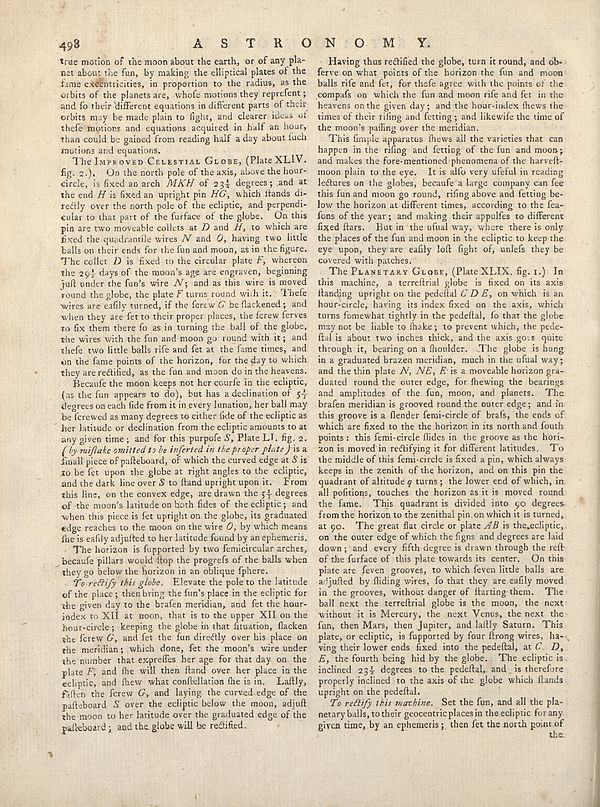 498 A S T R O N O M Y.
true motion of the moon about the earth, or of any pla-
net about the sun, by making the elliptical plates of the
same excentricities, in proportion to the radius, as the
orbits of the planets are, whose motions they represent;
and so their different equations in different parts of their
orbits may be made plain to sight, and clearer ideas of
these motions and equations acquired in half an hour,
than could be gained from reading half a day about such
motions and equations.
The IMPROVED CELESTIAL GLOBE, (Plate XLIV.
fig. 2.). On the north pole of the axis, above the hour-
circle, is fixed an arch MKH of 23½ degrees; and at
the end H is fixed an upright pin HG, which stands di-
rectly over the north pole of the ecliptic, and perpendi-
cular to that part of the surface of the globe. On this
pin are two moveable collets at D and H, to which are
fixed the quadrantile wires N and O, having two little
balls on their ends for the sun and moon, as in the figure.
The collet D is fixed to the circular plate F, whereon
the 29½ days of the moon's age are engraven, beginning
just under the sun's wire N; and as this wire is moved
round the globe, the plate F turns round with it. These
wires are easily turned, if the screw G be slackened; and
when they are set to their proper places, the screw serves
to fix them there so as in turning the ball of the globe,
the wires with the sun and moon go round with it; and
these two little balls rise and set at the same times, and
on the same points of the horizon, for the day to which
they are rectified, as the sun and moon do in the heavens.
Because the moon keeps not her course in the ecliptic,
(as the sun appears to do), but has a declination of 5⅓
degrees on each side from it in every lunation, her ball may
be screwed as many degrees to either side of the ecliptic as
her latitude or declination from the ecliptic amounts to at
any given time; and for this purpose S, Plate LI. fig. 2.
(by mistake omitted to be inserted in the proper plate) is a
small piece of pasteboard, of which the curved edge at S is
to be set upon the globe at right angles to the ecliptic,
and the dark line over S to stand upright upon it. From
this line, on the convex edge, are drawn the 5⅓ degrees
of the moon's latitude on both sides of the ecliptic; and
when this piece is set upright on the globe, its graduated
edge reaches to the moon on the wire O, by which means
she is easily adjusted to her latitude found by an ephemeris.
The horizon is supported by two semicircular arches,
because pillars would stop the progress of the balls when
they go below the horizon in an oblique sphere.
To rectify this globe. Elevate the pole to the latitude
of the place; then bring the sun's place in the ecliptic for
the given day to the brasen meridian, and set the hour-
index to XII at noon, that is to the upper XII on the
hour-circle; keeping the globe in that situation, slacken
the screw G, and set the sun directly over his place on
the meridian; which done, set the moon's wire under
the number that expresses her age for that day on the
plate F, and she will then stand over her place in the
ecliptic, and shew what constellation she is in. Lastly,
fasten the screw G, and laying the curved edge of the
pasteboard S over the ecliptic below the moon, adjust
the moon to her latitude over the graduated edge of the
pasteboard; and the globe will be rectified.
Having thus rectified the globe, turn it round, and ob-
serve on what points of the horizon the sun and moon
balls rise and set, for these agree with the points of the
compass on which the sun and moon rise and set in the
heavens on the given day; and the hour-index shews the
times of their rising and setting; and likewise the time of
the moon's passing over the meridian.
This simple apparatus shews all the varieties that can
happen in the rising and setting of the sun and moon;
and makes the fore-mentioned phenomena of the harvest-
moon plain to the eye. It is also very useful in reading
lectures on the globes, because a large company can see
this sun and moon go round, rising above and setting be-
low the horizon at different times, according to the sea-
sons of the year; and making their appulses to different
fixed stars. But in the usual way, where there is only
the places of the sun and moon in the ecliptic to keep the
eye upon, they are easily lost sight of, unless they be
covered with patches.
The PLANETARY GLOBE, (Plate XLIX. fig. 1.) In
this machine, a terrestrial globe is fixed on its axis
standing upright on the pedestal C D E, on which is an
hour-circle, having its index fixed on the axis, which
turns somewhat tightly in the pedestal, so that the globe
may not be liable to shake; to prevent which, the pede-
stal is about two inches thick, and the axis goes quite
through it, bearing on a shoulder. The globe is hung
in a graduated brazen meridian, much in the usual way;
and the thin plate N, NE, E is a moveable horizon gra-
duated round the outer edge, for shewing the bearings
and amplitudes of the sun, moon, and planets. The
brasen meridian is grooved round the outer edge; and in
this groove is a slender semi-circle of brass, the ends of
which are fixed to the the horizon in its north and south
points: this semi-circle slides in the groove as the hori-
zon is moved in rectifying it for different latitudes. To
the middle of this semi-circle is fixed a pin, which always
keeps in the zenith of the horizon, and on this pin the
quadrant of altitude q turns; the lower end of which, in
all positions, touches the horizon as it is moved round
the same. This quadrant is divided into 90 degrees
from the horizon to the zenithal pin on which it is turned,
at 90. The great flat circle or plate AB is the ecliptic,
on the outer edge of which the signs and degrees are laid
down; and every fifth degree is drawn through the rest
of the surface of this plate towards its center. On this
plate are seven grooves, to which seven little balls are
adjusted by sliding wires, so that they are easily moved
in the grooves, without danger of starting them. The
ball next the terrestrial globe is the moon, the next
without it is Mercury, the next Venus, the next the
sun, then Mars, then Jupiter, and lastly Saturn. This
plate, or ecliptic, is supported by four strong wires, ha-
ving their lower ends fixed into the pedestal, at C D,
E, the fourth being hid by the globe. The ecliptic is
inclined 23½ degrees to the pedestal, and is therefore
properly inclined to the axis of the globe which stands
upright on the pedestal.
To rectify this machine. Set the sun, and all the pla-
netary balls, to their geocentric places in the ecliptic for any
given time, by an ephemeris; then set the north point of
the